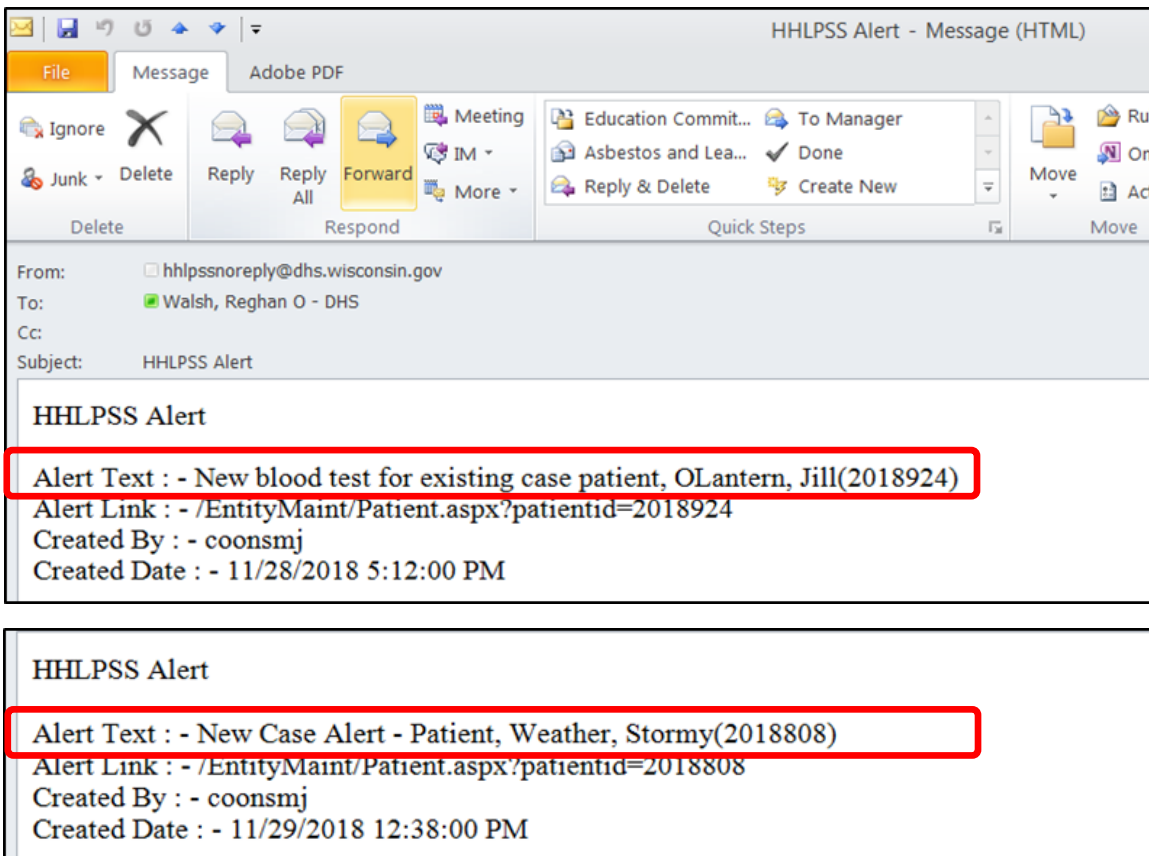 HHLPSS Alert - Message (HTML)
File Message Adobe PDF
Ignore
Junk
Delete
Reply
Reply All
Forward
Meeting
IM
More
Education Commit...
Asbestos and Lea...
Reply & Delete
To Manager
Done
Create New
Move
Delete Respond Quick Steps Move
From: hhlpssnoreply@dhs.wisconsin.gov
To: Walsh, Reghan O - DHS
Cc:
Subject: HHLPSS Alert
HHLPSS Alert
Alert Text : - New blood test for existing case patient, OLantern, Jill(2018924)
Alert Link : - /EntityMaint/Patient.aspx?patientid=2018924
Created By : - coonsmj
Created Date : - 11/28/2018 5:12:00 PM
HHLPSS Alert
Alert Text : - New Case Alert - Patient, Weather, Stormy(2018808)
Alert Link : - /EntityMaint/Patient.aspx?patientid=2018808
Created By : - coonsmj
Created Date : - 11/29/2018 12:38:00 PM